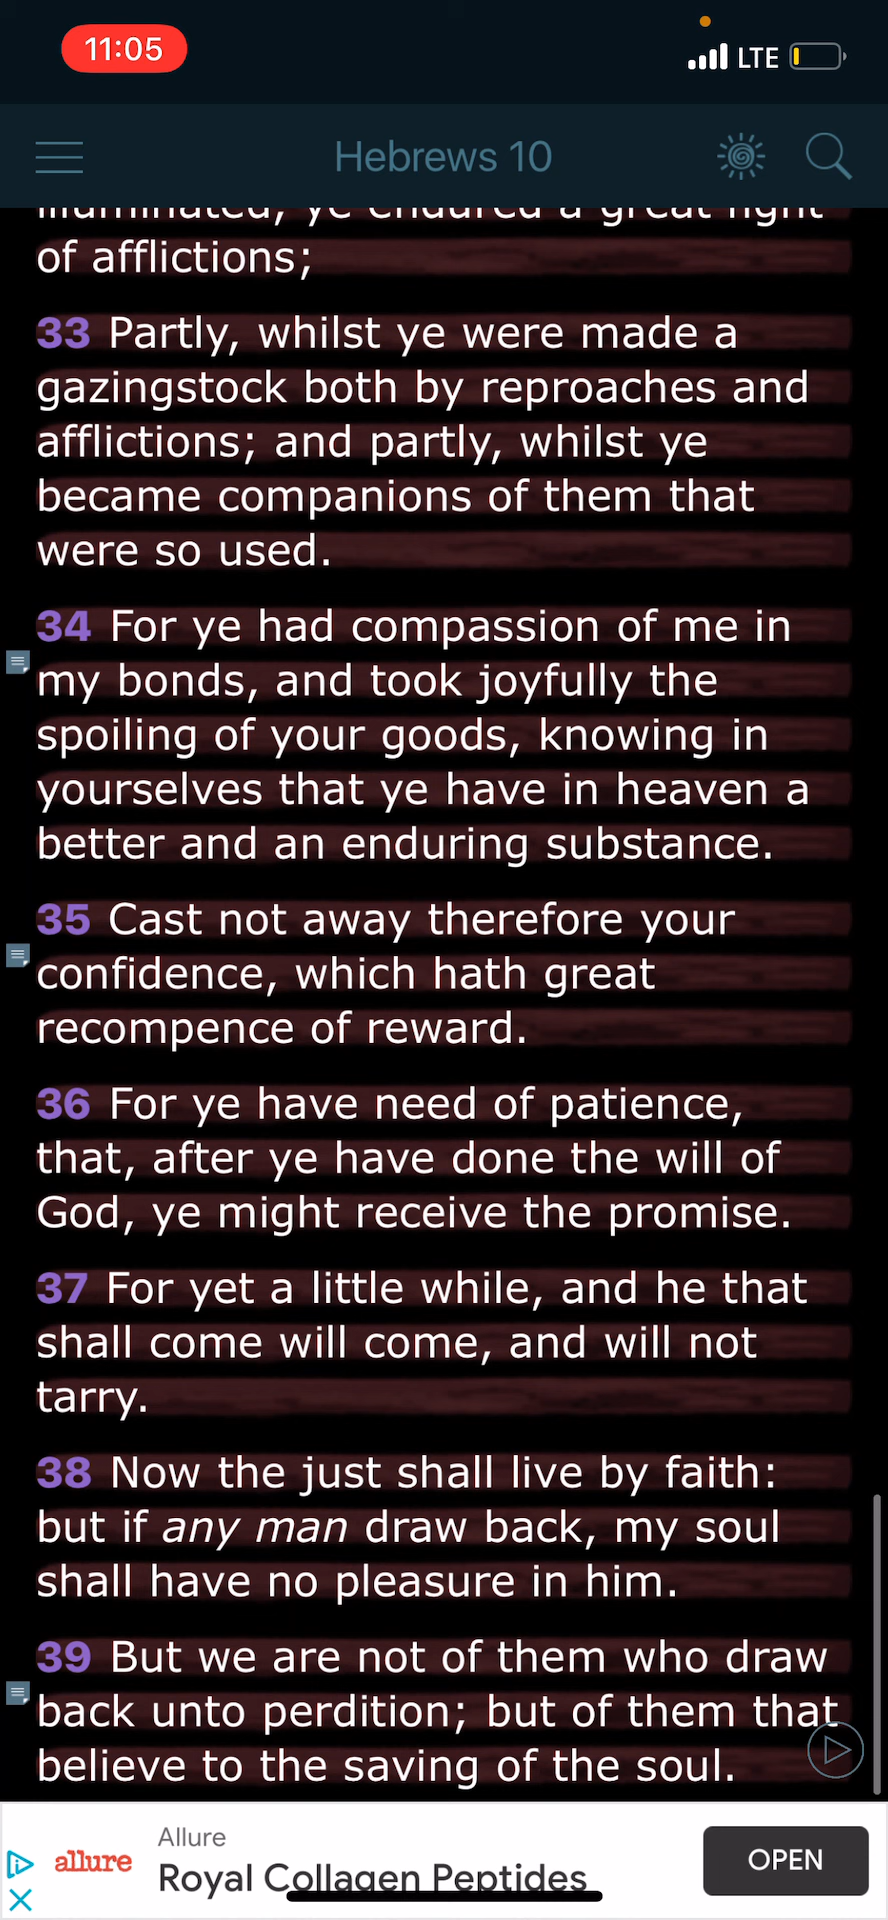 11:05
LTE
Hebrews 10
illuminated, ye endured a great fight
of afflictions;
33 Partly, whilst ye were made a
gazingstock both by reproaches and
afflictions; and partly, whilst ye
became companions of them that
were so used.
34 For ye had compassion of me in
my bonds, and took joyfully the
spoiling of your goods, knowing in
yourselves that ye have in heaven a
better and an enduring substance.
35 Cast not away therefore your
confidence, which hath great
recompence of reward.
36 For ye have need of patience,
that, after ye have done the will of
God, ye might receive the promise.
37 For yet a little while, and he that
shall come will come, and will not
tarry.
38 Now the just shall live by faith:
but if any man draw back, my soul
shall have no pleasure in him.
39 But we are not of them who draw
back unto perdition; but of them that
believe to the saving of the soul.
Allure
allure
Royal Collagen Peptides
OPEN